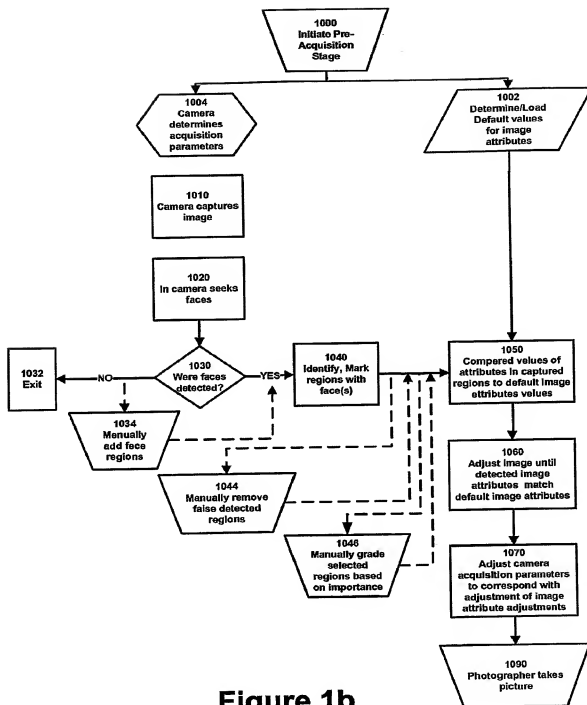 1000
Initiate Pre-
Acquisition
Stage
1004
Camera
determines
acquisition
parameters
1002
Determine/Load
Default values
for image
attributes
1010
Camera captures
image
1020
In camera seeks
faces
1032
Exit
NO
1030
Were faces
detected?
YES
1040
Identify, Mark
regions with
face(s)
1050
Compered values of
attributes in captured
regions to default image
attributes values
1034
Manually
add face
regions
1060
Adjust image until
detected image
attributes match
default image attributes
1044
Manually remove
false detected
regions
1046
Manually grade
selected
regions based
on importance
1070
Adjust camera
acquisition parameters
to correspond with
adjustment of image
attribute adjustments
1090
Photographer takes
picture
Figure 1b